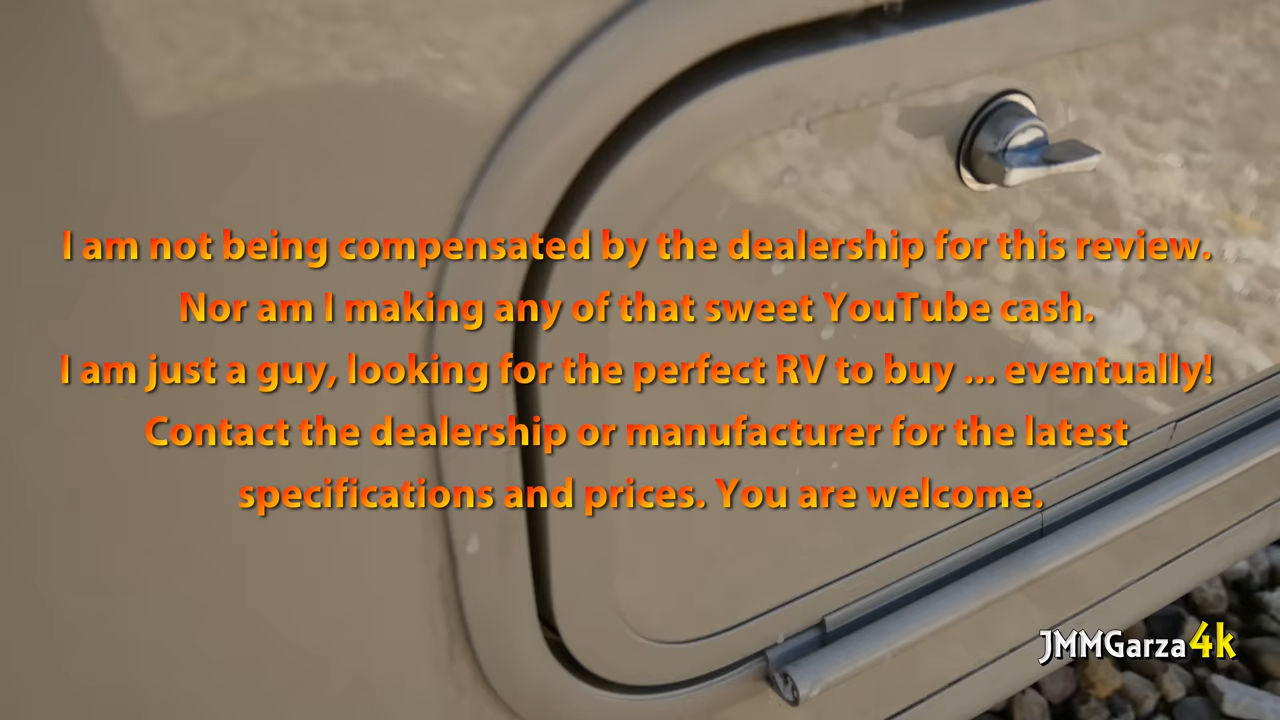 I am not being compensated by the dealership for this review.
Nor am I making any of that sweet YouTube cash.
I am just a guy, looking for the perfect RV to buy ... eventually!
Contact the dealership or manufacturer for the latest
specifications and prices. You are welcome.
JMMGarza4k